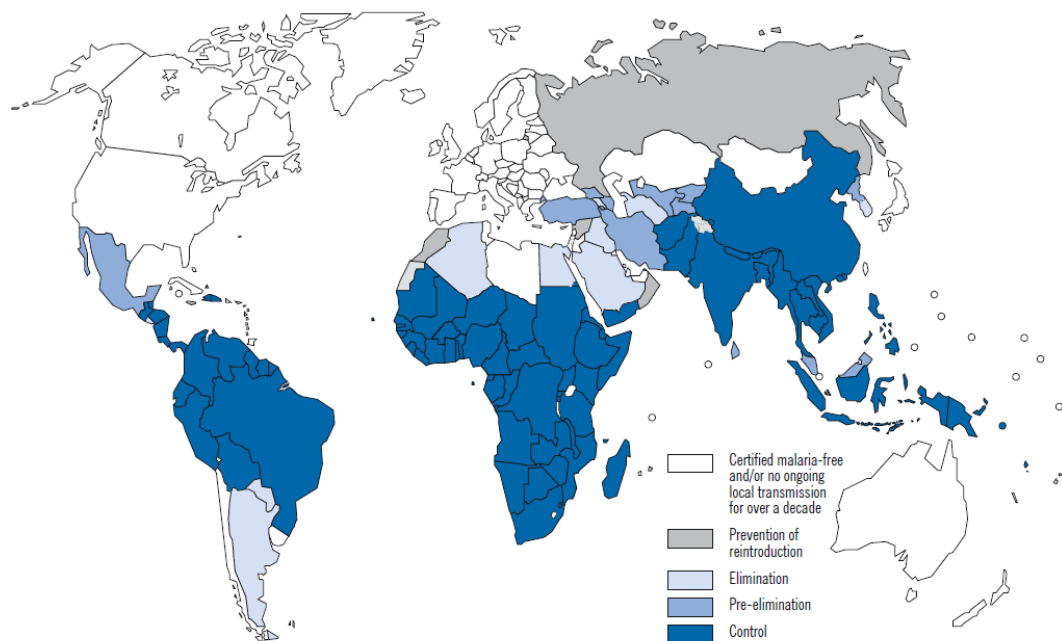 Certified malaria-free
and/or no ongoing
local transmission
for over a decade
Prevention of
reintroduction
Elimination
Pre-elimination
Control